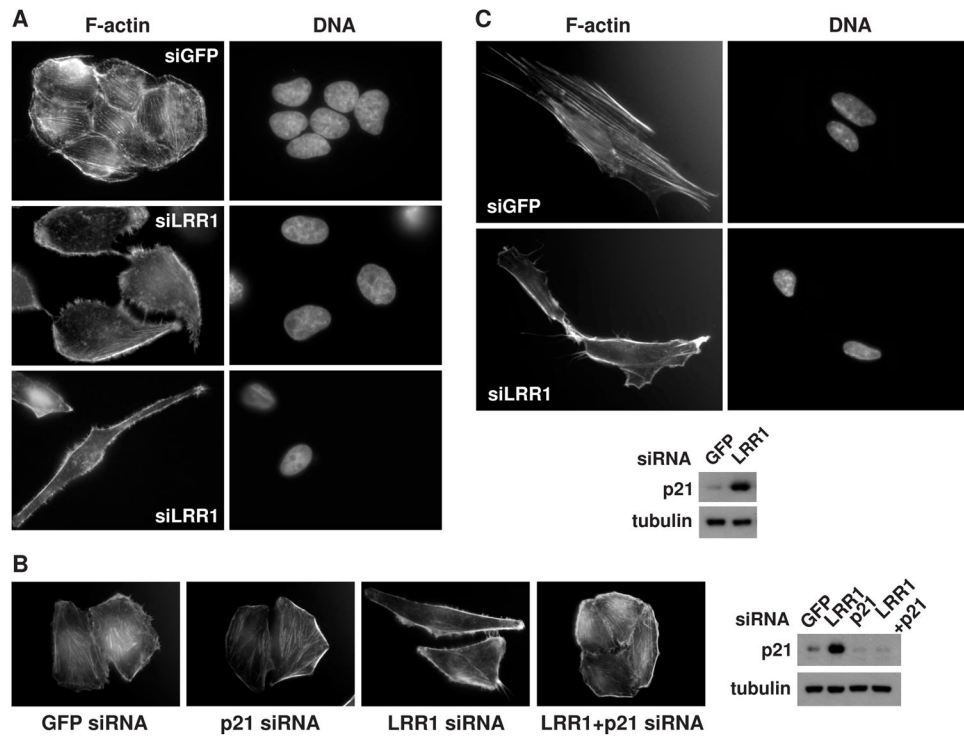 A
F-actin
DNA
siGFP
siLRR1
siLRR1
C
F-actin
DNA
siGFP
siLRR1
siRNA GFP LRR1
p21
tubulin
B
GFP siRNA
p21 siRNA
LRR1 siRNA
LRR1+p21 siRNA
siRNA GFP LRR1 p21 LRR1 +p21
p21
tubulin